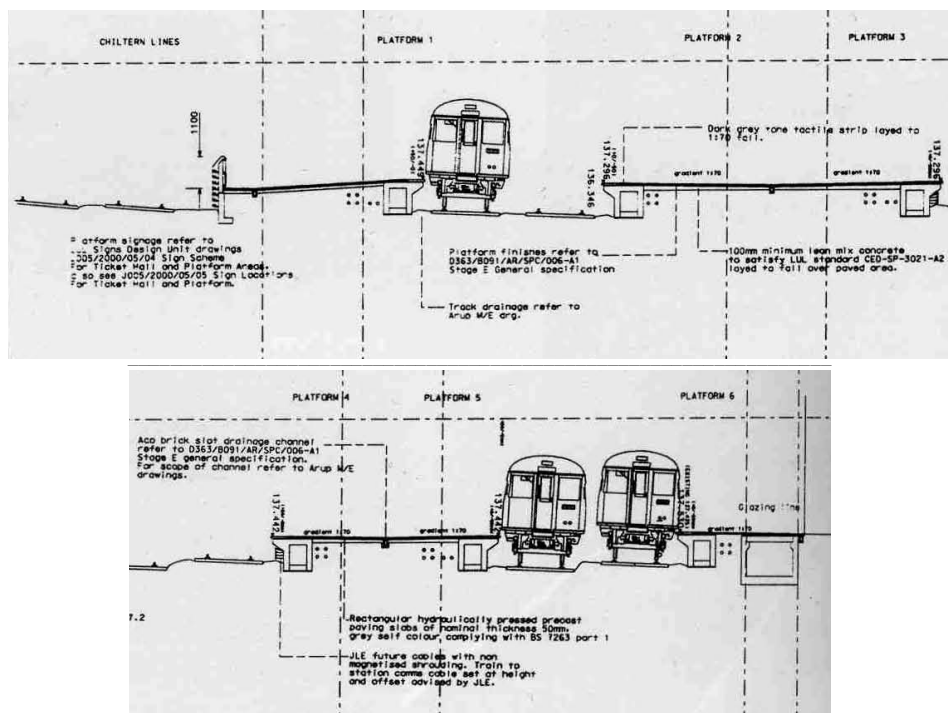 CHILTERN LINES
PLATFORM 1
PLATFORM 2
PLATFORM 3
1100
137.449
Dark grey tone tactile strip layed to
1:70 fall.
137.296
136.346
gradient 1:70
gradient 1:70
137.296
atform signage refer to
Signs Design Unit drawings
J005/2000/05/04 Sign Scheme
For Ticket Hall and Platform Areas.
so see J005/2000/05/05 Sign Locations
For Ticket Hall and Platform.
Platform finishes refer to
D363/B091/AR/SPC/006-A1
Stage E General specification
100mm minimum lean mix concrete
to satisfy LUL standard CED-SP-3021-A2
layed to fall over paved area.
Track drainage refer to
Arup M/E drg.
PLATFORM 4
PLATFORM 5
PLATFORM 6
Aco brick slot drainage channel
refer to D363/B091/AR/SPC/006-A1
Stage E general specification.
For scope of channel refer to Arup M/E
drawings.
137.442
gradient 1:70
gradient 1:70
Glazing line
7.2
Rectangular hydraulically pressed precast
paving slabs of nominal thickness 50mm.
grey self colour, complying with BS 7263 part 1
JLE future cables with non
magnetised shrouding. Train to
station comms cable set at height
and offset advised by JLE.